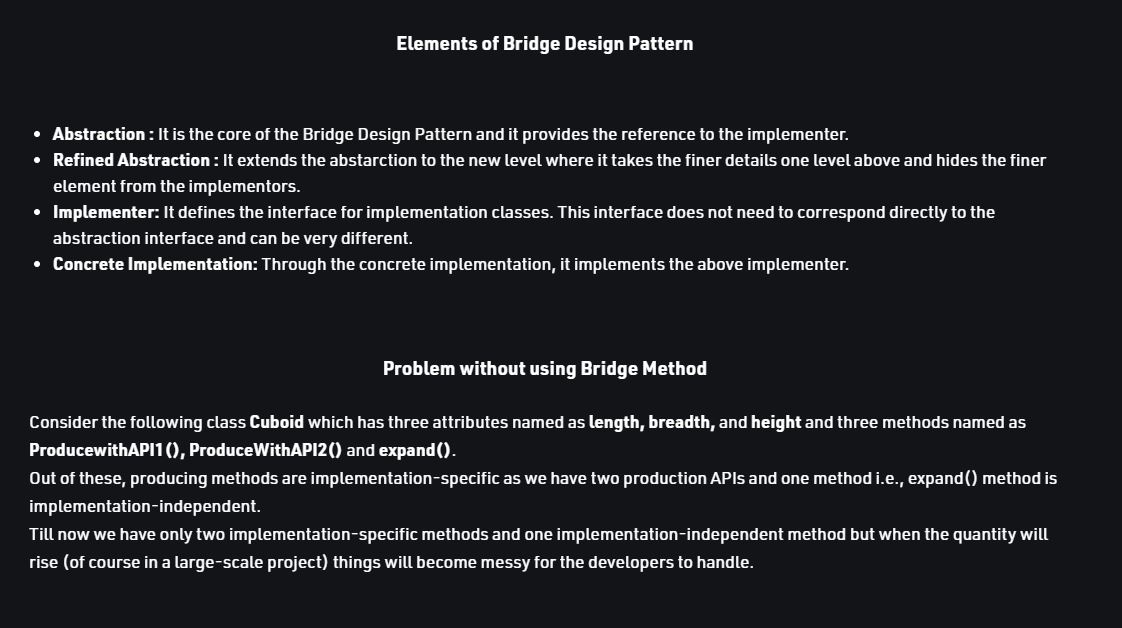 Elements of Bridge Design Pattern
• Abstraction : It is the core of the Bridge Design Pattern and it provides the reference to the implementer.
• Refined Abstraction : It extends the abstarction to the new level where it takes the finer details one level above and hides the finer
element from the implementors.
• Implementer: It defines the interface for implementation classes. This interface does not need to correspond directly to the
abstraction interface and can be very different.
• Concrete Implementation: Through the concrete implementation, it implements the above implementer.
Problem without using Bridge Method
Consider the following class Cuboid which has three attributes named as length, breadth, and height and three methods named as
ProducewithAPI1(), ProduceWithAPI2() and expand().
Out of these, producing methods are implementation-specific as we have two production APIs and one method i.e., expand() method is
implementation-independent.
Till now we have only two implementation-specific methods and one implementation-independent method but when the quantity will
rise (of course in a large-scale project) things will become messy for the developers to handle.